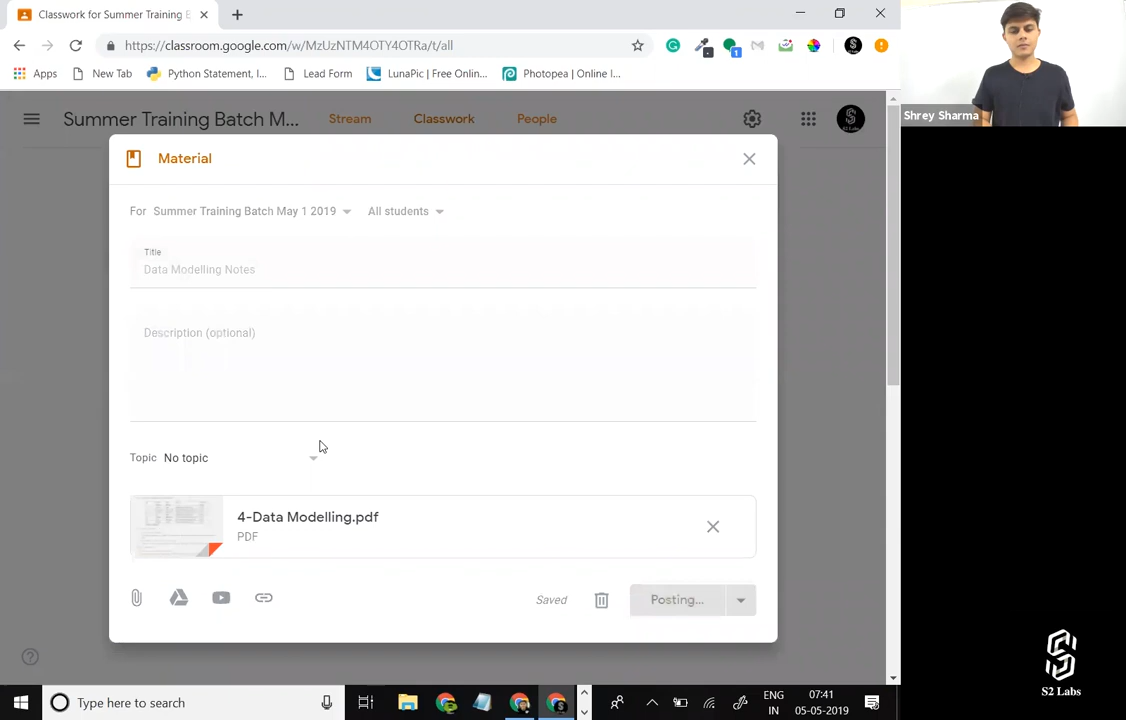 Classwork for Summer Training B
https://classroom.google.com/w/MzUzNTM4OTY4OTRa/t/all
1
Apps
New Tab
Python Statement, I...
Lead Form
LunaPic | Free Onlin...
Photopea | Online I...
Summer Training Batch M...
Stream
Classwork
People
Shrey Sharma
Material
For Summer Training Batch May 1 2019
All students
Title
Data Modelling Notes
Description (optional)
Topic No topic
4-Data Modelling.pdf
PDF
Saved
Posting...
S2 Labs
Type here to search
ENG
IN
07:41
05-05-2019